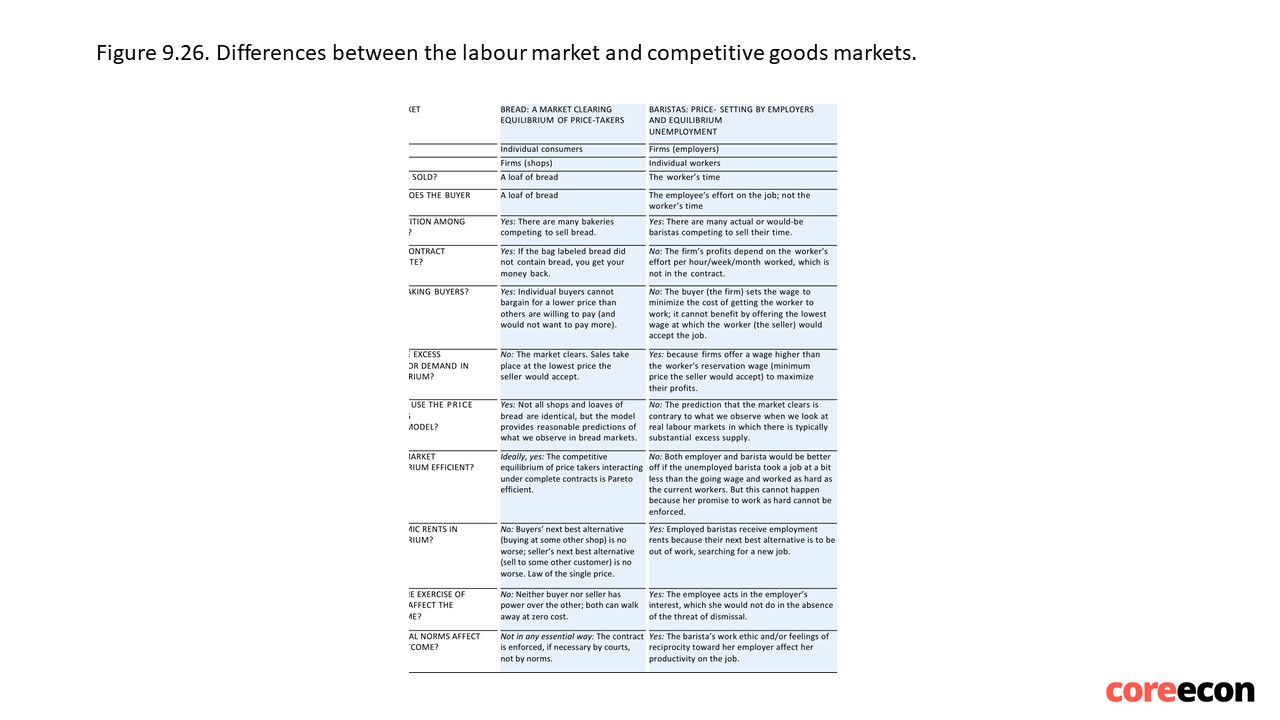 Figure 9.26. Differences between the labour market and competitive goods markets.
KET
BREAD: A MARKET CLEARING
EQUILIBRIUM OF PRICE-TAKERS
BARISTAS: PRICE- SETTING BY EMPLOYERS
AND EQUILIBRIUM
UNEMPLOYMENT
Individual consumers
Firms (employers)
Firms (shops)
Individual workers
SOLD?
A loaf of bread
The worker's time
OES THE BUYER
A loaf of bread
The employee's effort on the job; not the
worker's time
ITION AMONG
?
Yes: There are many bakeries
competing to sell bread.
Yes: There are many actual or would-be
baristas competing to sell their time.
ONTRACT
TE?
Yes: If the bag labeled bread did
not contain bread, you get your
money back.
No: The firm's profits depend on the worker's
effort per hour/week/month worked, which is
not in the contract.
AKING BUYERS?
Yes: Individual buyers cannot
bargain for a lower price than
others are willing to pay (and
would not want to pay more).
No: The buyer (the firm) sets the wage to
minimize the cost of getting the worker to
work; it cannot benefit by offering the lowest
wage at which the worker (the seller) would
accept the job.
EXCESS
OR DEMAND IN
RIUM?
No: The market clears. Sales take
place at the lowest price the
seller would accept.
Yes: because firms offer a wage higher than
the worker's reservation wage (minimum
price the seller would accept) to maximize
their profits.
USE THE PRICE
MODEL?
Yes: Not all shops and loaves of
bread are identical, but the model
provides reasonable predictions of
what we observe in bread markets.
No: The prediction that the market clears is
contrary to what we observe when we look at
real labour markets in which there is typically
substantial excess supply.
MARKET
RIUM EFFICIENT?
Ideally, yes: The competitive
equilibrium of price takers interacting
under complete contracts is Pareto
efficient.
No: Both employer and barista would be better
off if the unemployed barista took a job at a bit
less than the going wage and worked as hard as
the current workers. But this cannot happen
because her promise to work as hard cannot be
enforced.
MIC RENTS IN
RIUM?
No: Buyers' next best alternative
(buying at some other shop) is no
worse; seller's next best alternative
(sell to some other customer) is no
worse. Law of the single price.
Yes: Employed baristas receive employment
rents because their next best alternative is to be
out of work, searching for a new job.
IE EXERCISE OF
AFFECT THE
ME?
No: Neither buyer nor seller has
power over the other; both can walk
away at zero cost.
Yes: The employee acts in the employer's
interest, which she would not do in the absence
of the threat of dismissal.
AL NORMS AFFECT
COME?
Not in any essential way: The contract
is enforced, if necessary by courts,
not by norms.
Yes: The barista's work ethic and/or feelings of
reciprocity toward her employer affect her
productivity on the job.
coreecon